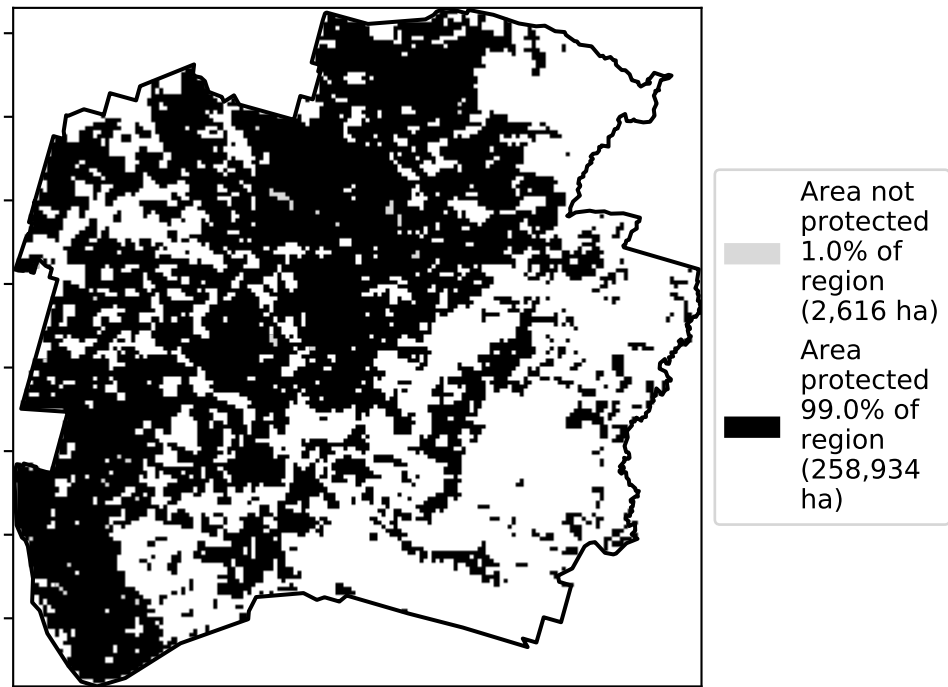 Area not
protected
1.0% of
region
(2,616 ha)
Area
protected
99.0% of
region
(258,934
ha)